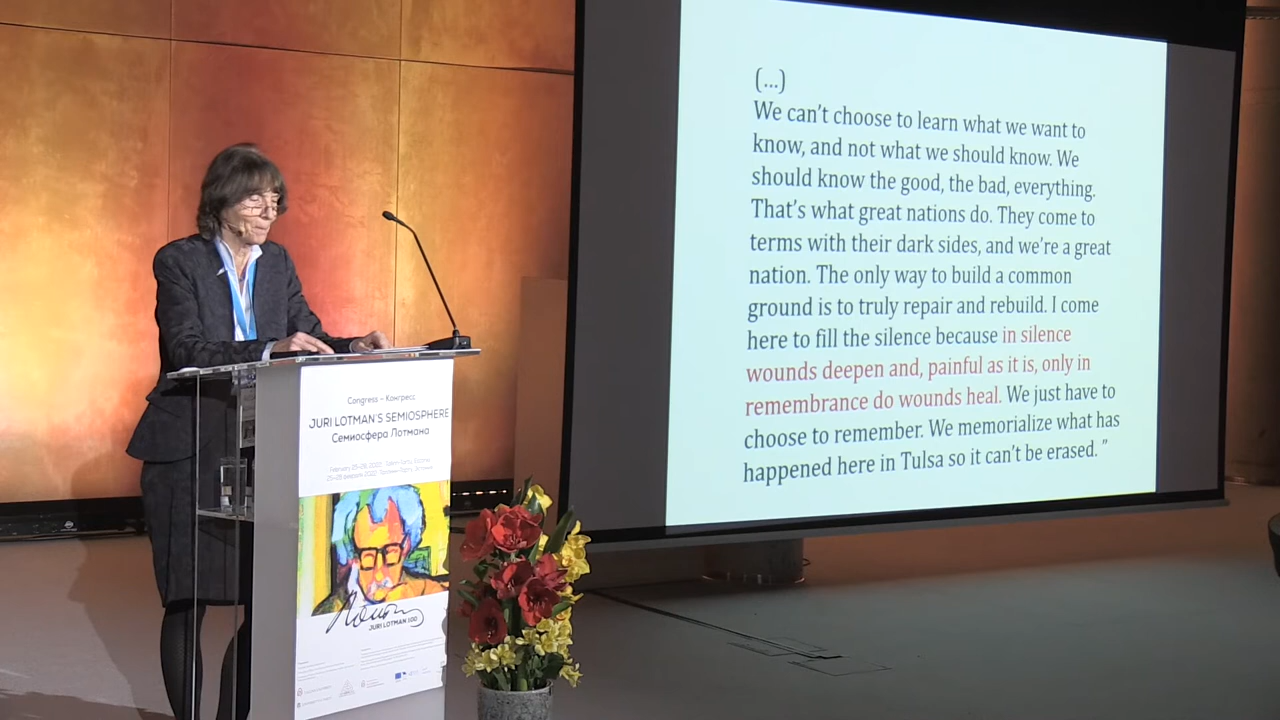 (...)
We can’t choose to learn what we want to
know, and not what we should know. We
should know the good, the bad, everything.
That’s what great nations do. They come to
terms with their dark sides, and we’re a great
nation. The only way to build a common
ground is to truly repair and rebuild. I come
here to fill the silence because in silence
wounds deepen and, painful as it is, only in
remembrance do wounds heal. We just have to
choose to remember. We memorialize what has
happened here in Tulsa so it can’t be erased. ”
Congress – Конгресс
JURI LOTMAN'S SEMIOSPHERE
Семиосфера Лотмана
JURI LOTMAN 100